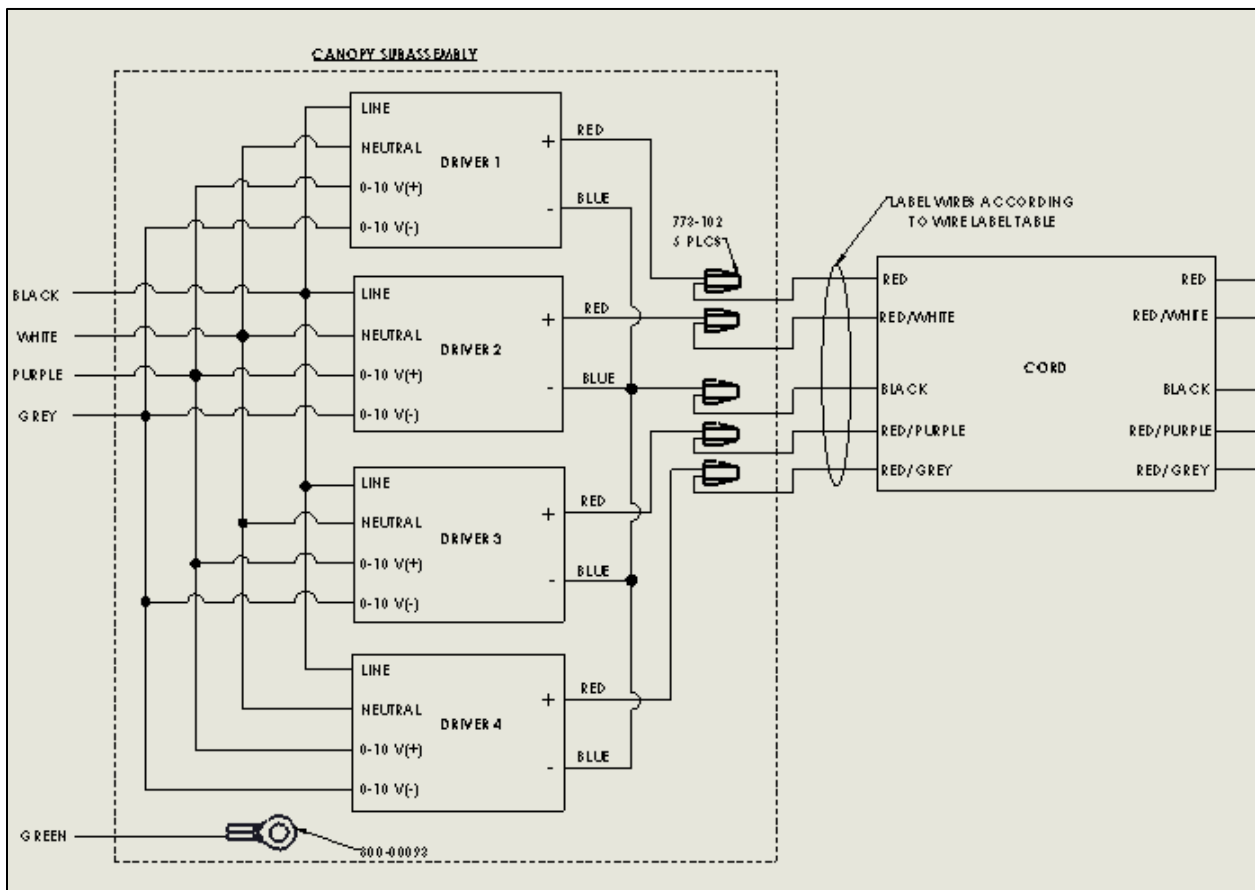 CANOPY SUBASSEMBLY
LINE
NEUTRAL
0-10 V(+)
0-10 V(-)
DRIVER 1
+
-
RED
BLUE
BLACK
WHITE
PURPLE
GREY
LINE
NEUTRAL
0-10 V(+)
0-10 V(-)
DRIVER 2
+
-
RED
BLUE
LINE
NEUTRAL
0-10 V(+)
0-10 V(-)
DRIVER 3
+
-
RED
BLUE
LINE
NEUTRAL
0-10 V(+)
0-10 V(-)
DRIVER 4
+
-
RED
BLUE
GREEN
800-00093
773-102
5 PLCS
LABEL WIRES ACCORDING
TO WIRE LABEL TABLE
RED
RED/WHITE
BLACK
RED/PURPLE
RED/GREY
CORD
RED
RED/WHITE
BLACK
RED/PURPLE
RED/GREY